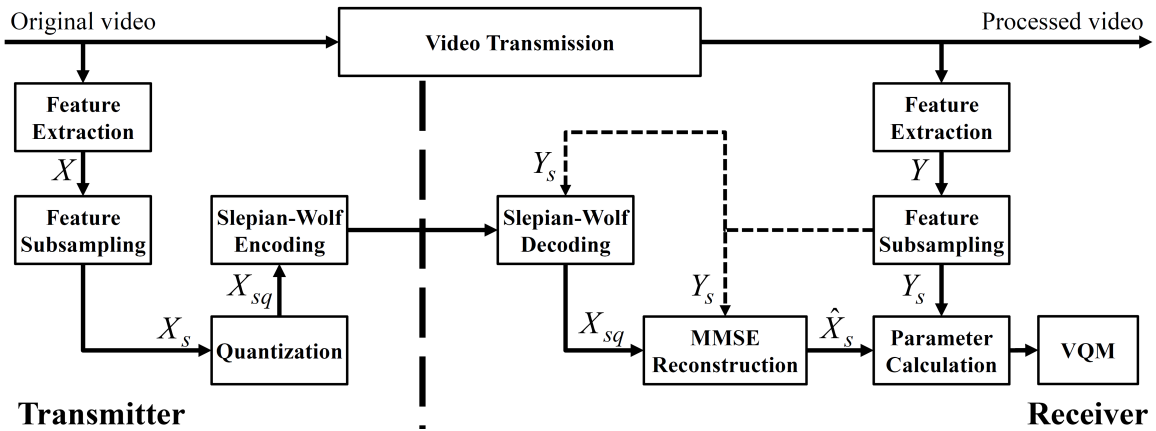 Original video
Video Transmission
Processed video
Feature
Extraction
Feature
Extraction
X
Y_s
Y
Feature
Subsampling
Slepian-Wolf
Encoding
Slepian-Wolf
Decoding
Feature
Subsampling
X_sq
Y_s
Y_s
X_s
Quantization
X_sq
MMSE
Reconstruction
X̂_s
Parameter
Calculation
VQM
Transmitter
Receiver